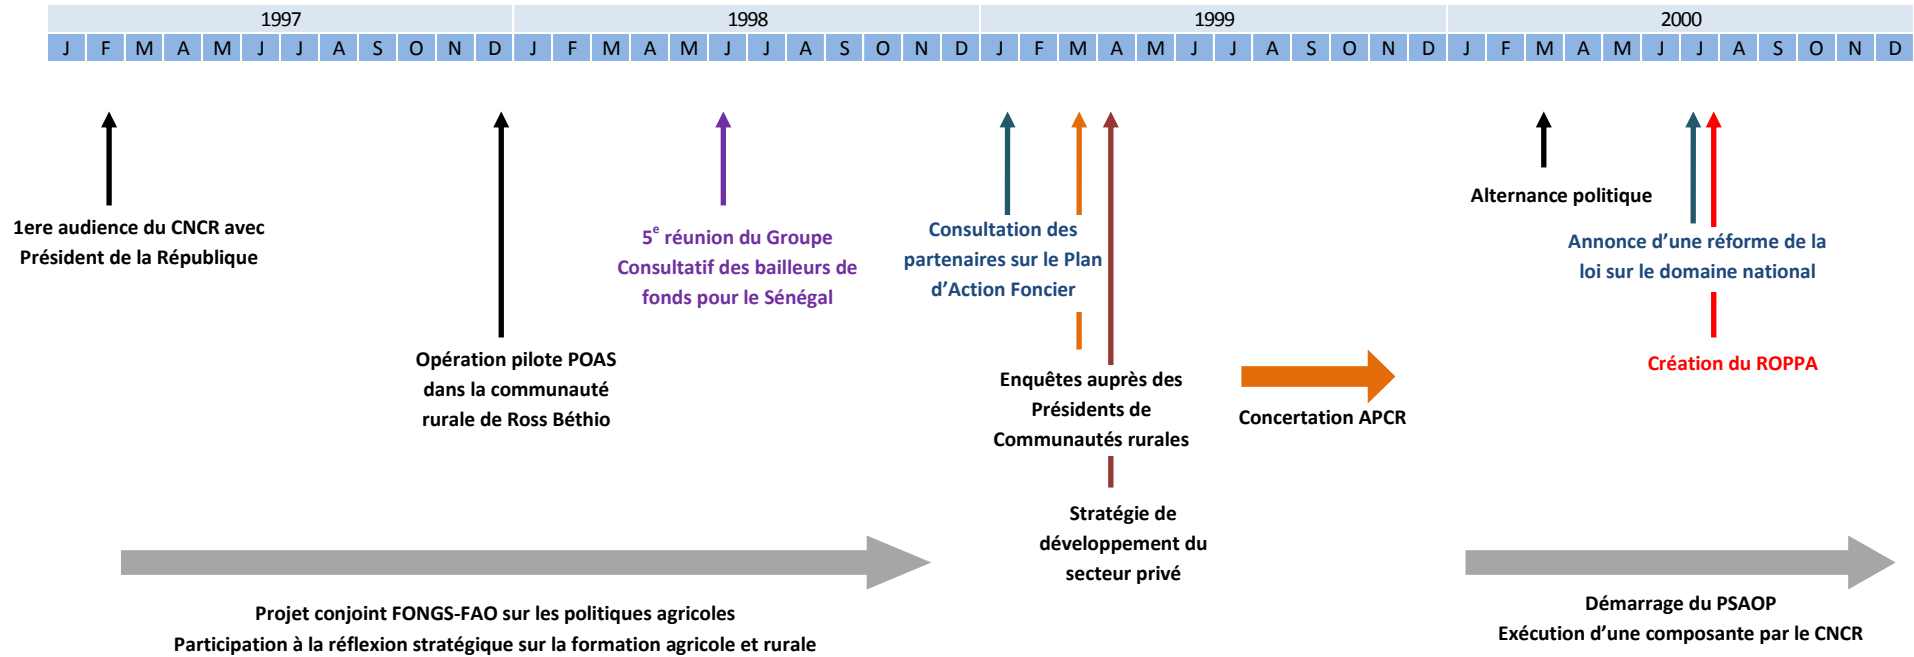 1997 1998 1999 2000
J F M A M J J A S O N D J F M A M J J A S O N D J F M A M J J A S O N D J F M A M J J A S O N D
1ere audience du CNCR avec
Président de la République
Opération pilote POAS
dans la communauté
rurale de Ross Béthio
5e réunion du Groupe
Consultatif des bailleurs de
fonds pour le Sénégal
Consultation des
partenaires sur le Plan
d’Action Foncier
Enquêtes auprès des
Présidents de
Communautés rurales
Stratégie de
développement du
secteur privé
Concertation APCR
Alternance politique
Annonce d’une réforme de la
loi sur le domaine national
Création du ROPPA
Projet conjoint FONGS-FAO sur les politiques agricoles
Participation à la réflexion stratégique sur la formation agricole et rurale
Démarrage du PSAOP
Exécution d’une composante par le CNCR